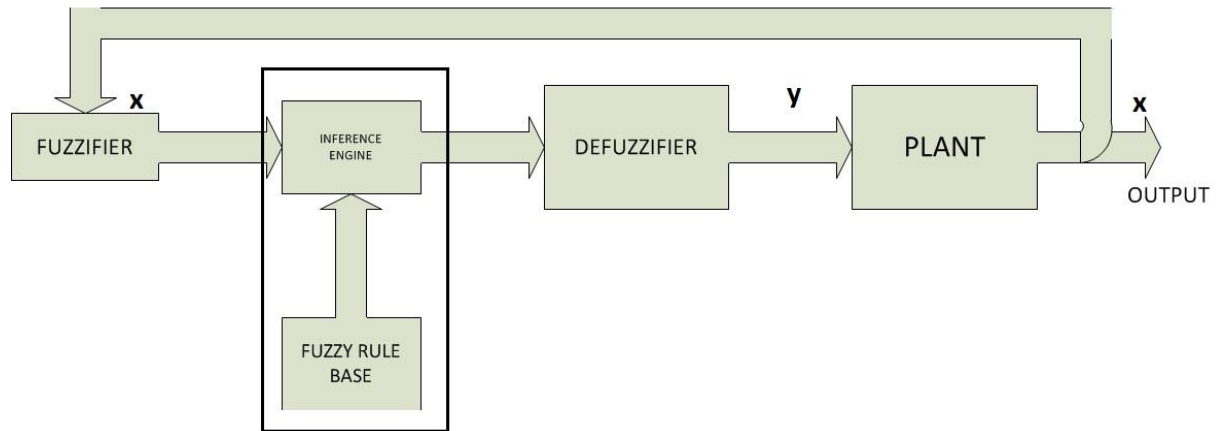 x
FUZZIFIER
INFERENCE
ENGINE
FUZZY RULE
BASE
DEFUZZIFIER
y
PLANT
x
OUTPUT